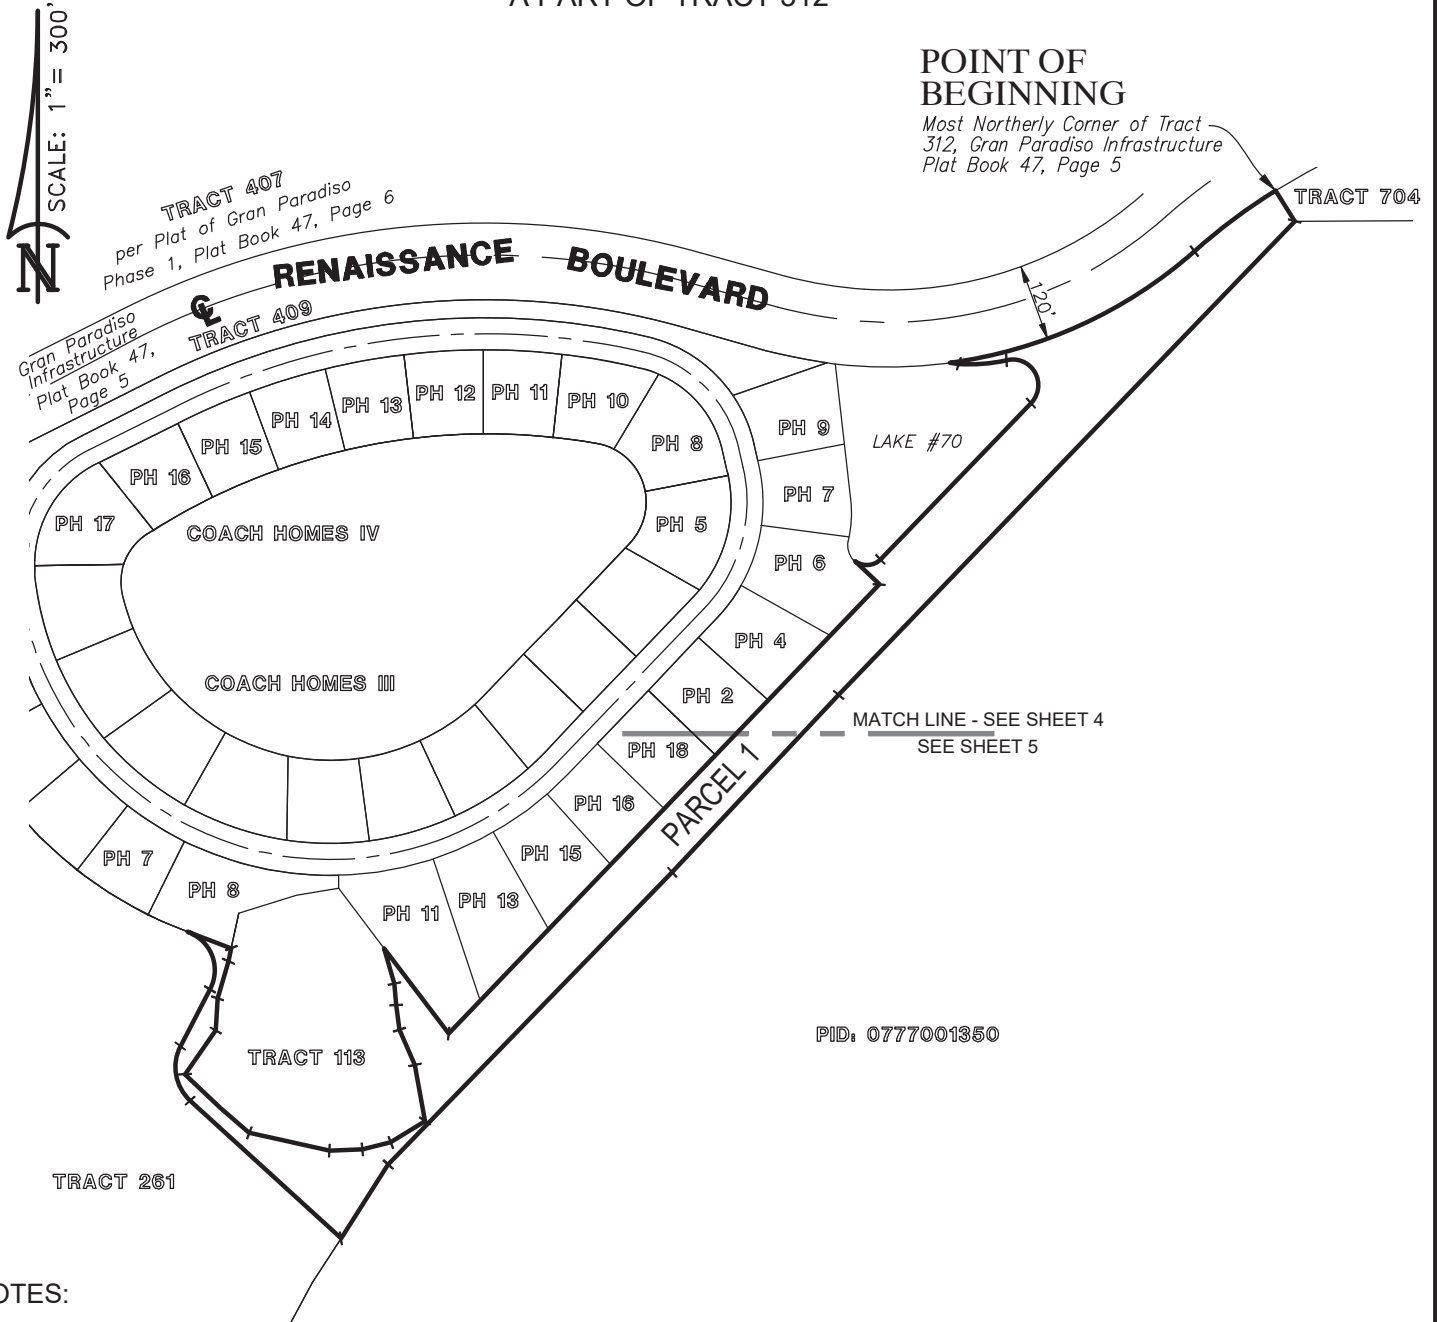 A PART OF TRACT 312
SCALE: 1"= 300'
N
POINT OF
BEGINNING
Most Northerly Corner of Tract
312, Gran Paradiso Infrastructure
Plat Book 47, Page 5
TRACT 704
TRACT 407
per Plat of Gran Paradiso
Phase 1, Plat Book 47, Page 6
RENAISSANCE BOULEVARD
CL
TRACT 409
Gran Paradiso
Infrastructure
Plat Book 47,
Page 5
120'
PH 12
PH 11
PH 10
PH 13
PH 14
PH 15
PH 16
PH 17
PH 8
PH 5
PH 9
LAKE #70
PH 7
PH 6
PH 4
PH 2
COACH HOMES IV
COACH HOMES III
MATCH LINE - SEE SHEET 4
SEE SHEET 5
PH 18
PARCEL 1
PH 16
PH 15
PH 13
PH 11
PH 7
PH 8
PID: 0777001350
TRACT 113
TRACT 261
OTES: